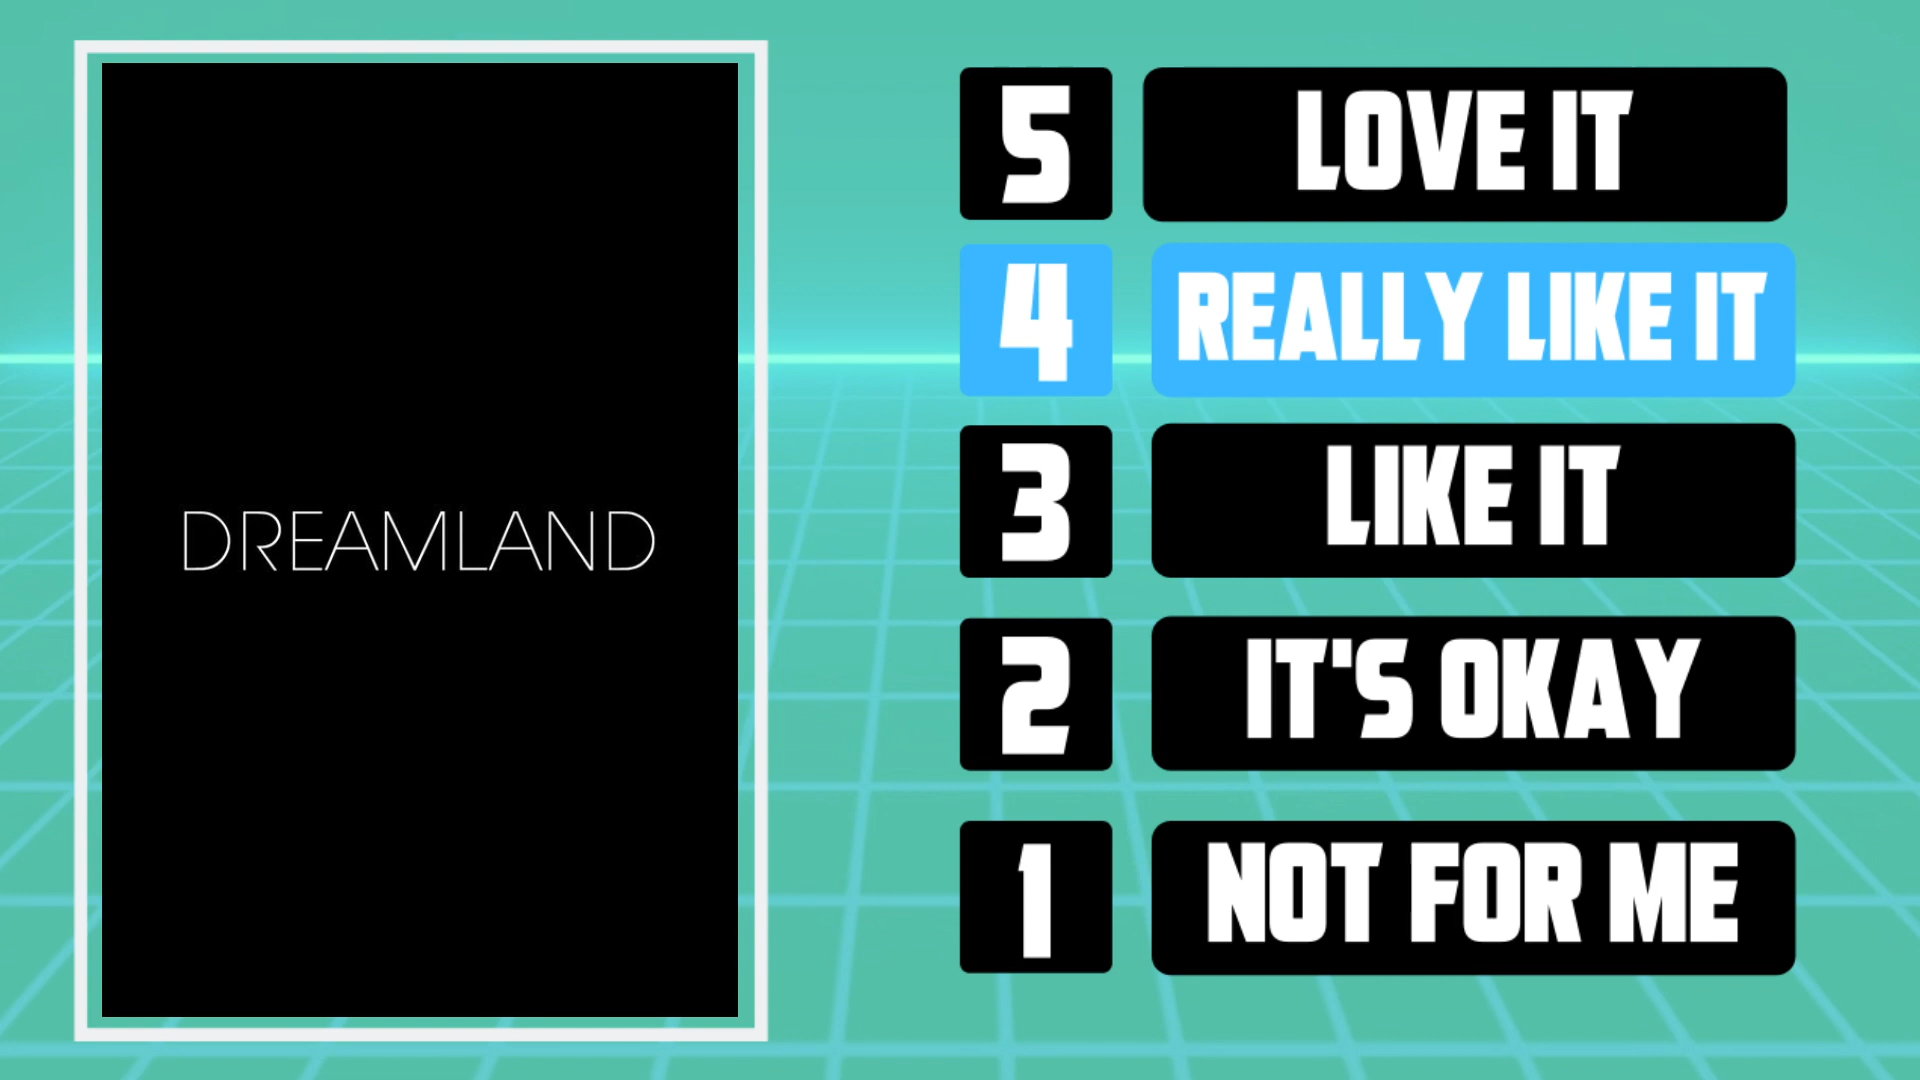 DREAMLAND
5 LOVE IT
4 REALLY LIKE IT
3 LIKE IT
2 IT'S OKAY
1 NOT FOR ME